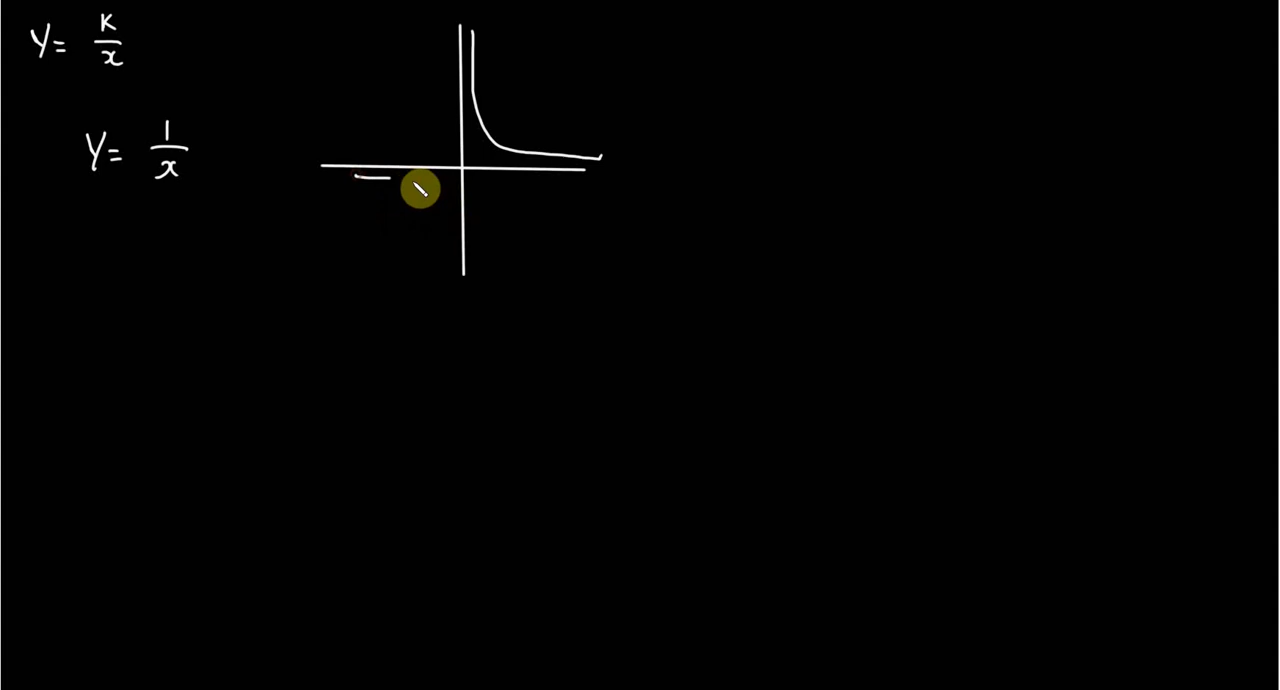 Y = K/x
Y = 1/x